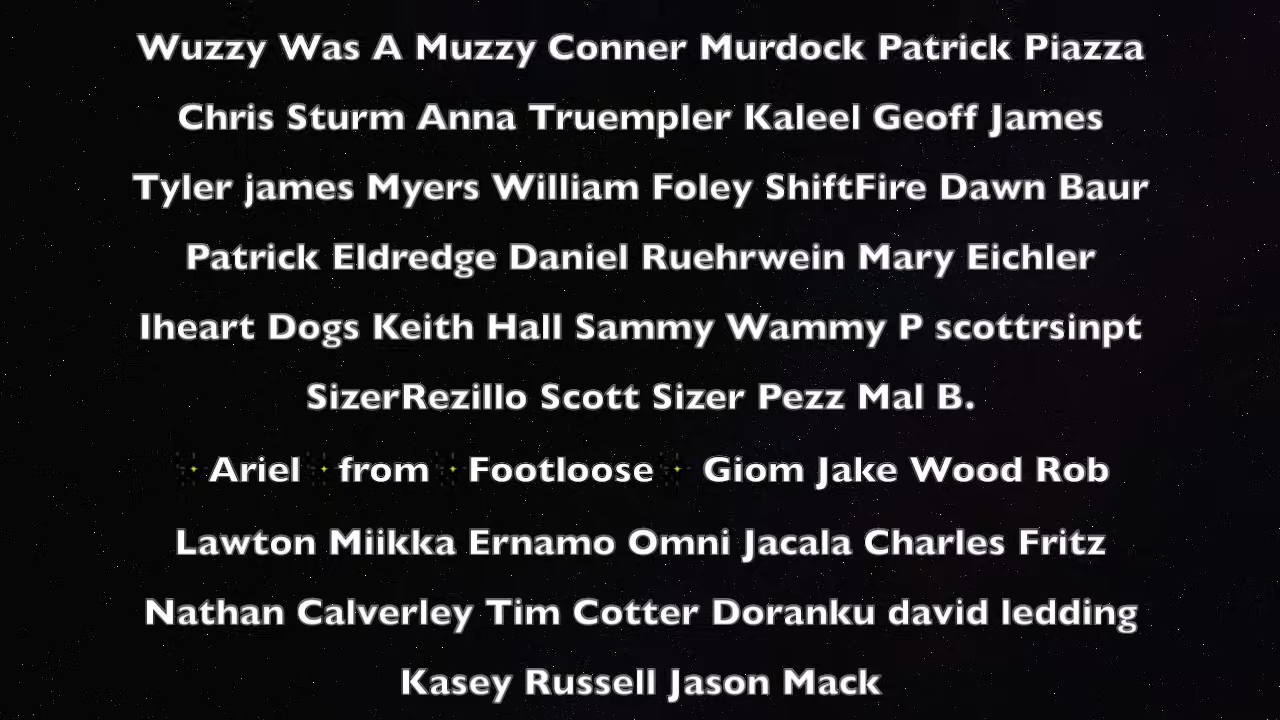 Wuzzy Was A Muzzy Conner Murdock Patrick Piazza
Chris Sturm Anna Truempler Kaleel Geoff James
Tyler james Myers William Foley ShiftFire Dawn Baur
Patrick Eldredge Daniel Ruehrwein Mary Eichler
Iheart Dogs Keith Hall Sammy Wammy P scottrsinpt
SizerRezillo Scott Sizer Pezz Mal B.
✨Ariel✨from✨Footloose✨ Giom Jake Wood Rob
Lawton Miikka Ernamo Omni Jacala Charles Fritz
Nathan Calverley Tim Cotter Doranku david ledding
Kasey Russell Jason Mack